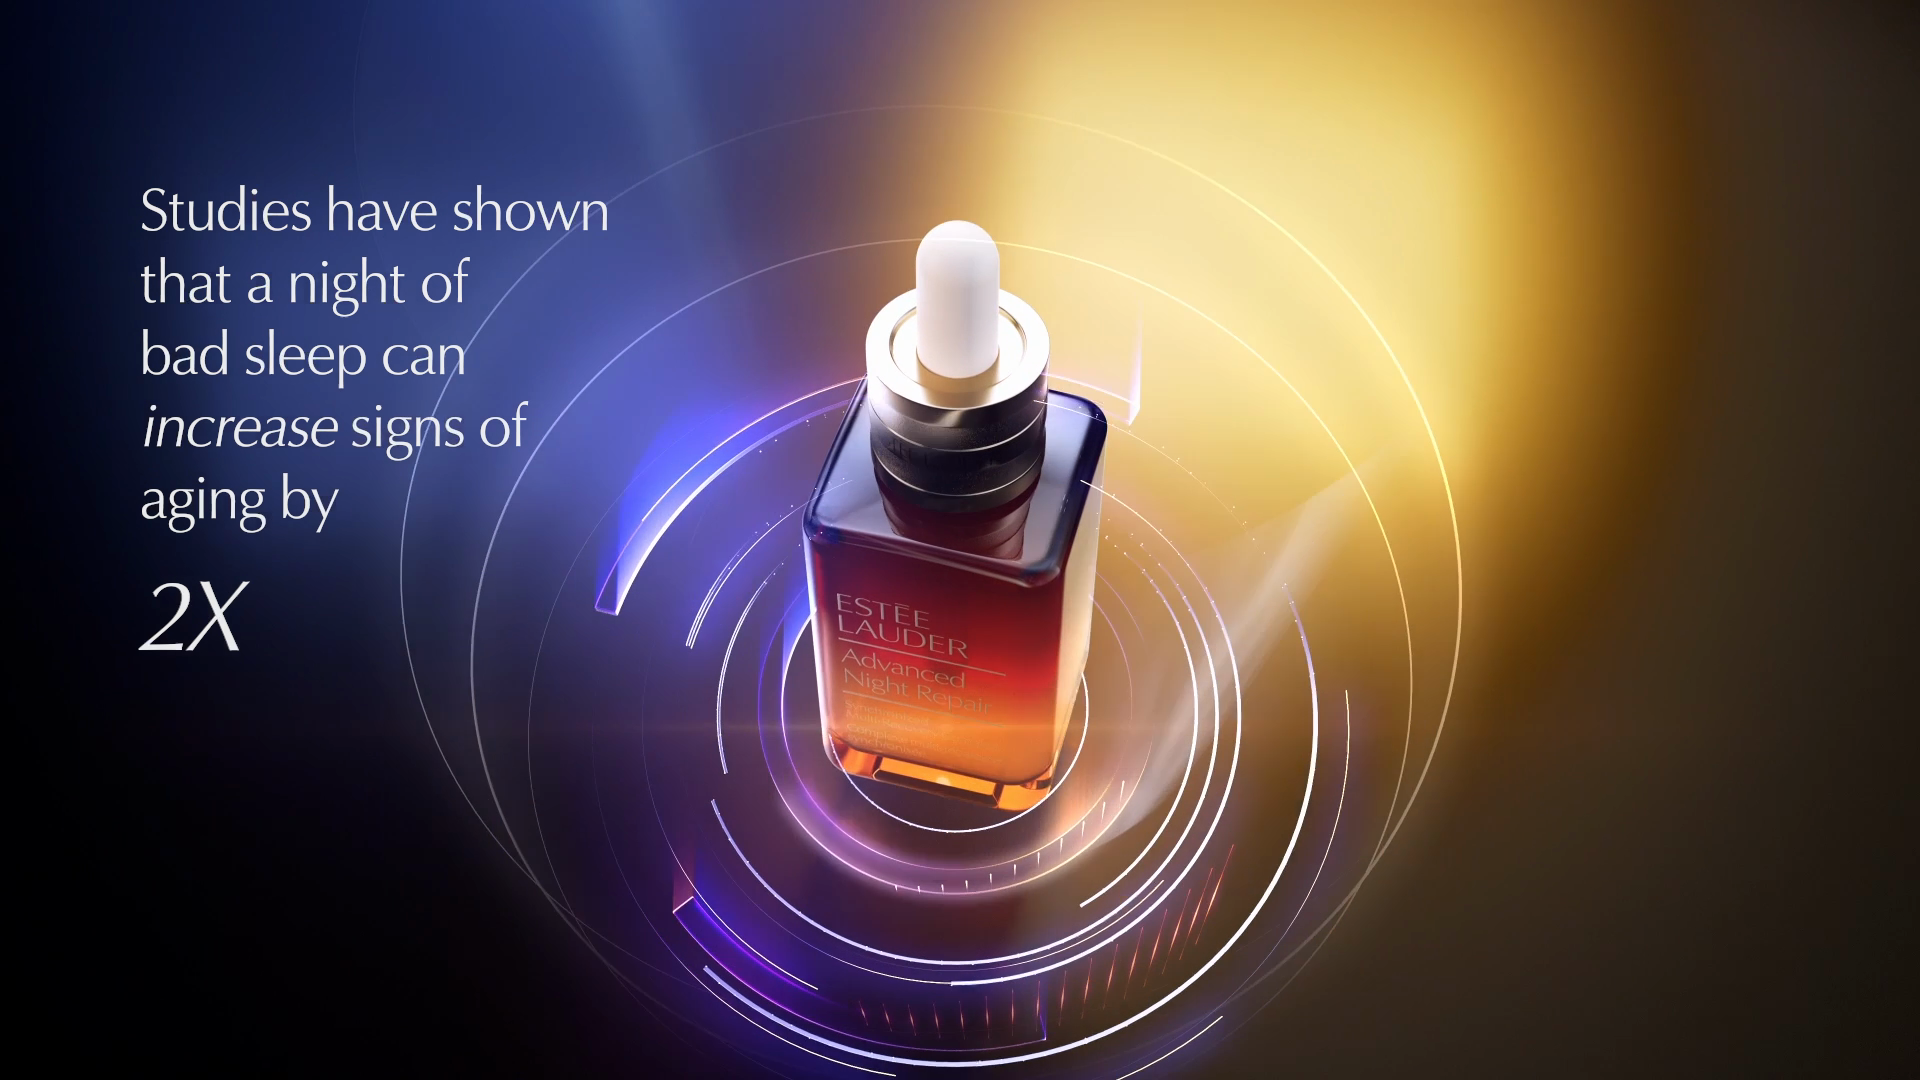 Studies have shown
that a night of
bad sleep can
increase signs of
aging by
2X
ESTĒE
LAUDER
Advanced
Night Repair